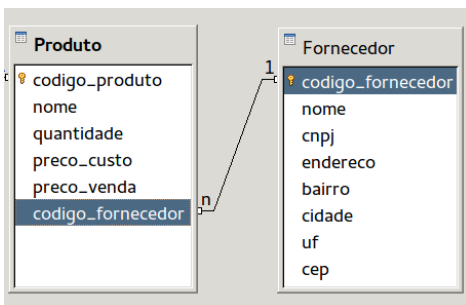 Produto
codigo_produto
nome
quantidade
preco_custo
preco_venda
codigo_fornecedor
n
1
Fornecedor
codigo_fornecedor
nome
cnpj
endereco
bairro
cidade
uf
cep